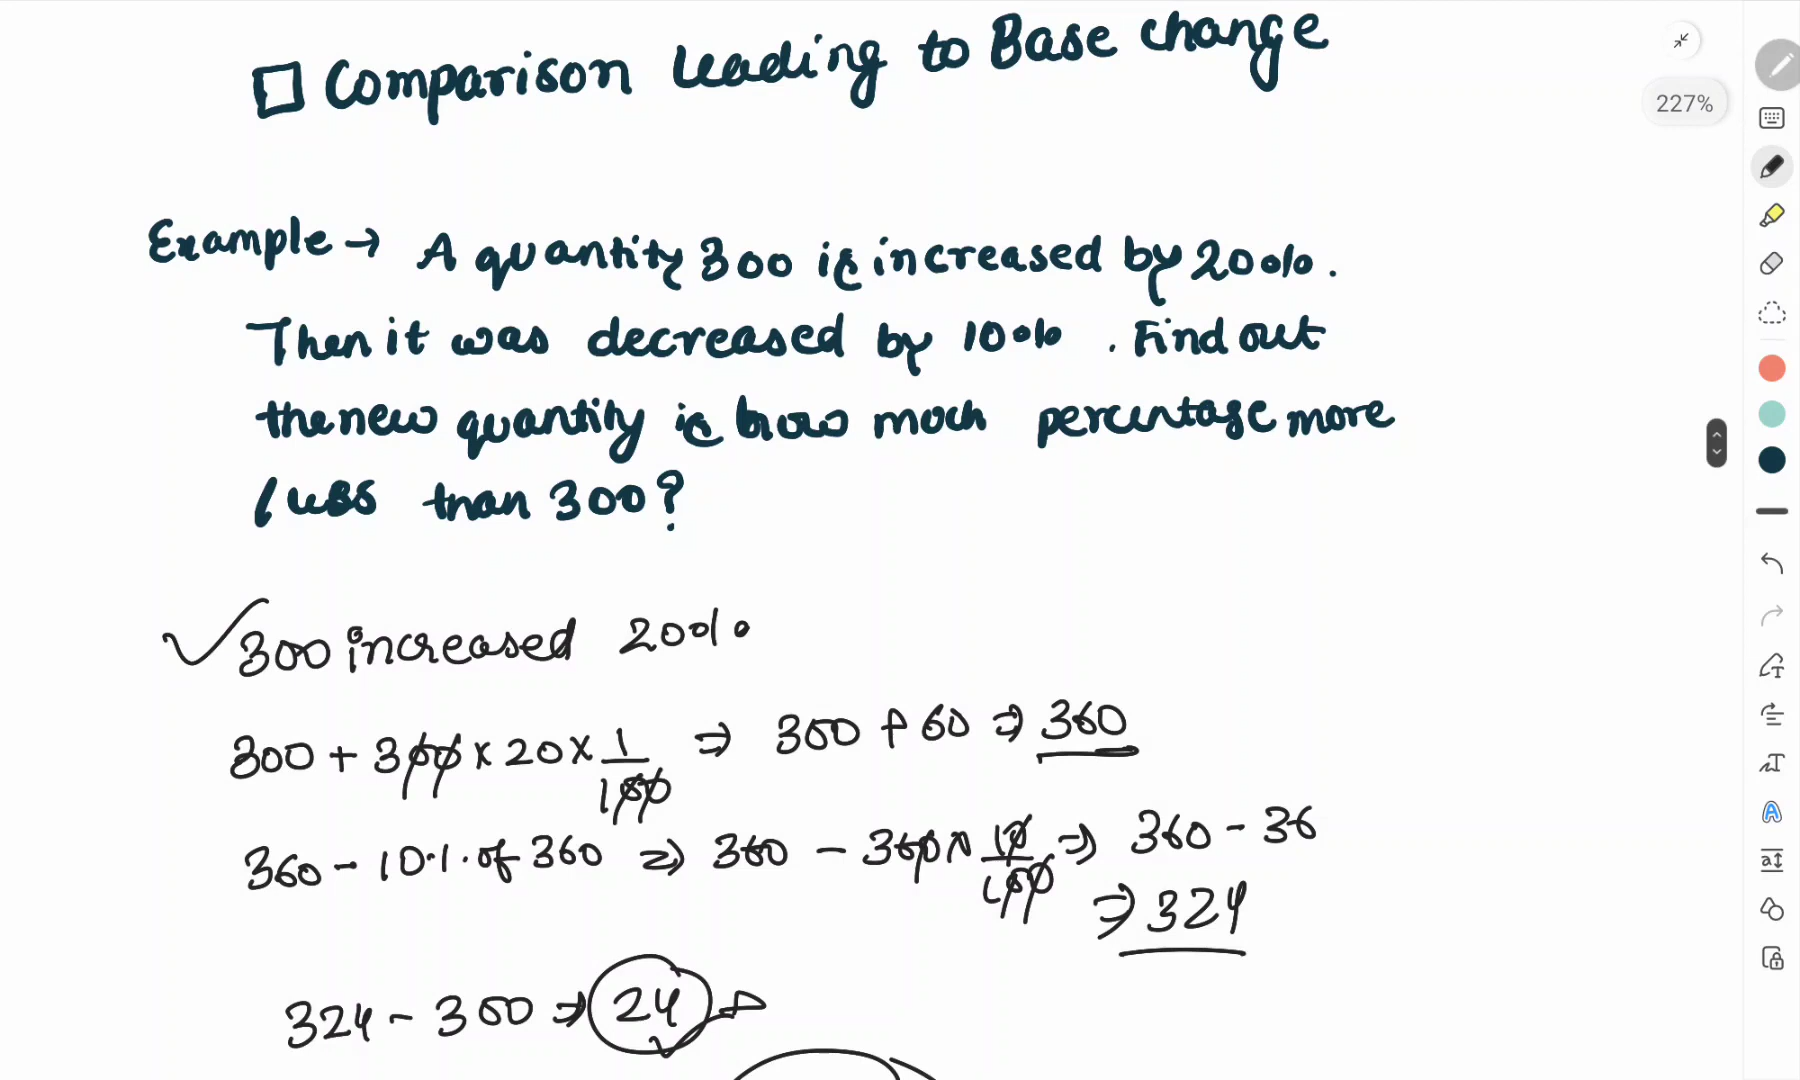 □ Comparison leading to Base change
227%
Example → A quantity 300 is increased by 20%.
Then it was decreased by 10%. Find out
the new quantity is how much percentage more
/ less than 300?
✓ 300 increased 20%
300 + 300 × 20 × 1/100 ⇒ 300 + 60 ⇒ 360
360 - 10% of 360 ⇒ 360 - 360 × 10/100 ⇒ 360 - 36
⇒ 324
324 - 300 ⇒ 24